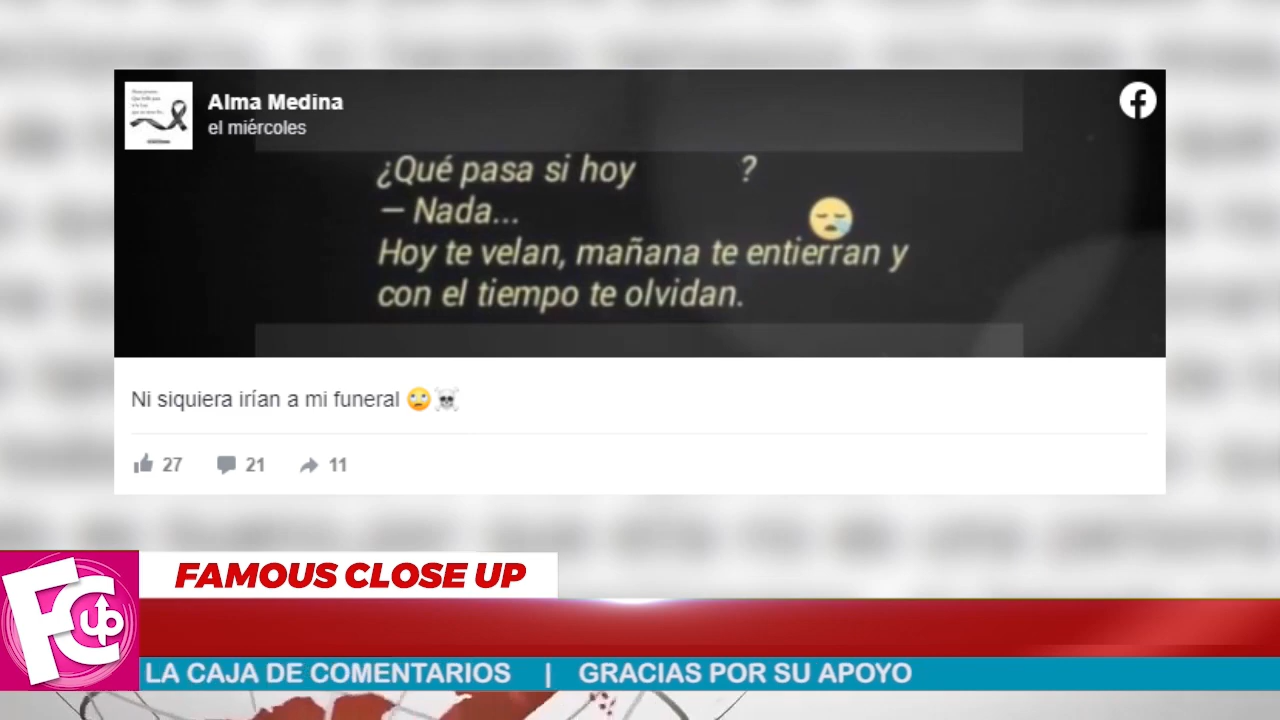 Alma Medina
el miércoles
¿Qué pasa si hoy ?
– Nada...
Hoy te velan, mañana te entierran y
con el tiempo te olvidan.
Ni siquiera irían a mi funeral 🙄☠️
27 21 11
FAMOUS CLOSE UP
FC UP
LA CAJA DE COMENTARIOS | GRACIAS POR SU APOYO